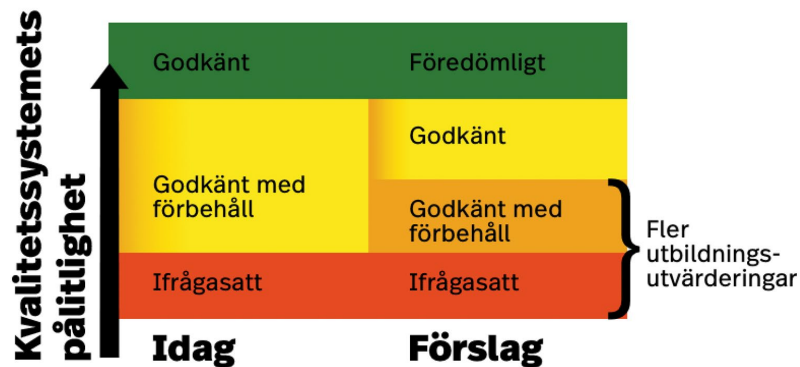 Kvalitetssystemets
pålitlighet
Godkänt
Föredömligt
Godkänt
Godkänt med
förbehåll
Godkänt med
förbehåll
Ifrågasatt
Ifrågasatt
Fler
utbildnings-
utvärderingar
Idag
Förslag